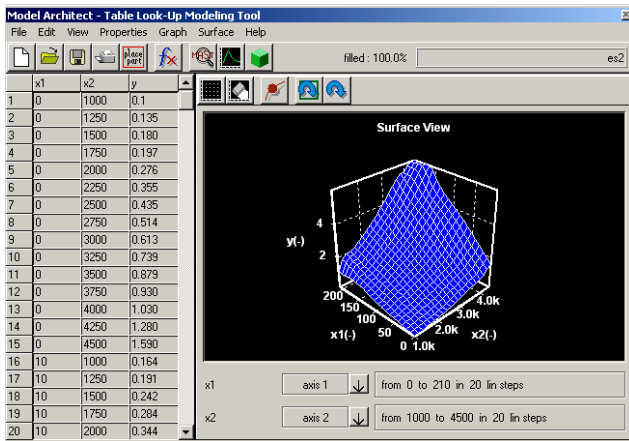 Model Architect - Table Look-Up Modeling Tool
File Edit View Properties Graph Surface Help
place part fx filled : 100.0% es2
x1 x2 y
1 0 1000 0.1
2 0 1250 0.135
3 0 1500 0.180
4 0 1750 0.197
5 0 2000 0.276
6 0 2250 0.355
7 0 2500 0.435
8 0 2750 0.514
9 0 3000 0.613
10 0 3250 0.739
11 0 3500 0.879
12 0 3750 0.930
13 0 4000 1.030
14 0 4250 1.280
15 0 4500 1.590
16 10 1000 0.164
17 10 1250 0.191
18 10 1500 0.242
19 10 1750 0.284
20 10 2000 0.344
Surface View
4
y(-)
2
200 4.0k
150 3.0k
100 2.0k
x1(-) 50 x2(-)
0 1.0k
x1 axis 1 from 0 to 210 in 20 lin steps
x2 axis 2 from 1000 to 4500 in 20 lin steps